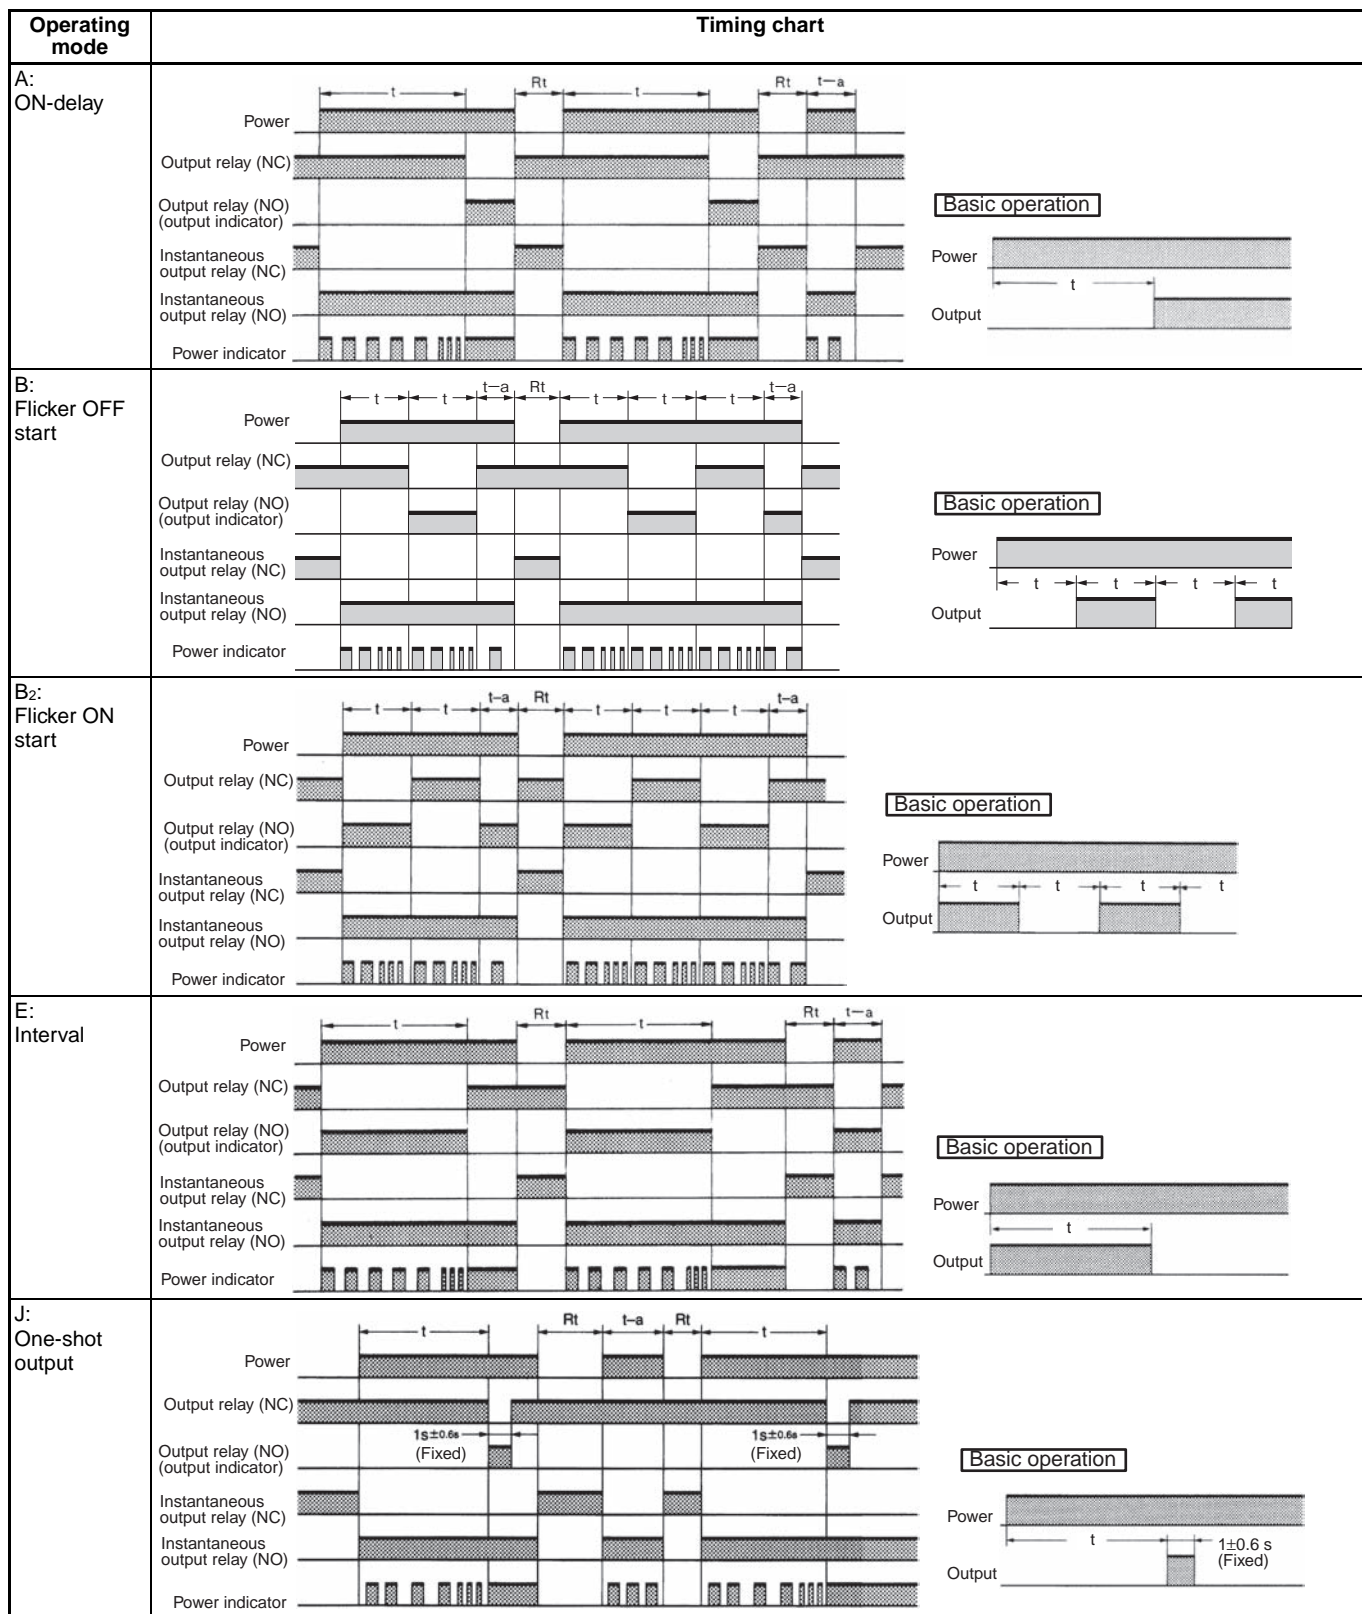 Operating mode
Timing chart
A:
ON-delay
t
Rt
t
Rt
t–a
Power
Output relay (NC)
Output relay (NO)
(output indicator)
Instantaneous
output relay (NC)
Instantaneous
output relay (NO)
Power indicator
Basic operation
Power
t
Output
B:
Flicker OFF
start
t
t
t–a
Rt
t
t
t
t–a
Power
Output relay (NC)
Output relay (NO)
(output indicator)
Instantaneous
output relay (NC)
Instantaneous
output relay (NO)
Power indicator
Basic operation
Power
t
t
t
t
Output
B2:
Flicker ON
start
t
t
t–a
Rt
t
t
t
t–a
Power
Output relay (NC)
Output relay (NO)
(output indicator)
Instantaneous
output relay (NC)
Instantaneous
output relay (NO)
Power indicator
Basic operation
Power
t
t
t
t
Output
E:
Interval
t
Rt
t
Rt
t–a
Power
Output relay (NC)
Output relay (NO)
(output indicator)
Instantaneous
output relay (NC)
Instantaneous
output relay (NO)
Power indicator
Basic operation
Power
t
Output
J:
One-shot
output
t
Rt
t–a
Rt
t
Power
Output relay (NC)
1s±0.6s
(Fixed)
1s±0.6s
(Fixed)
Output relay (NO)
(output indicator)
Instantaneous
output relay (NC)
Instantaneous
output relay (NO)
Power indicator
Basic operation
Power
t
1±0.6 s
(Fixed)
Output